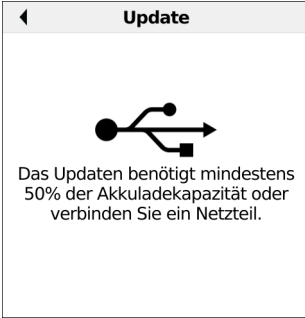 Update
Das Updaten benötigt mindestens
50% der Akkuladekapazität oder
verbinden Sie ein Netzteil.